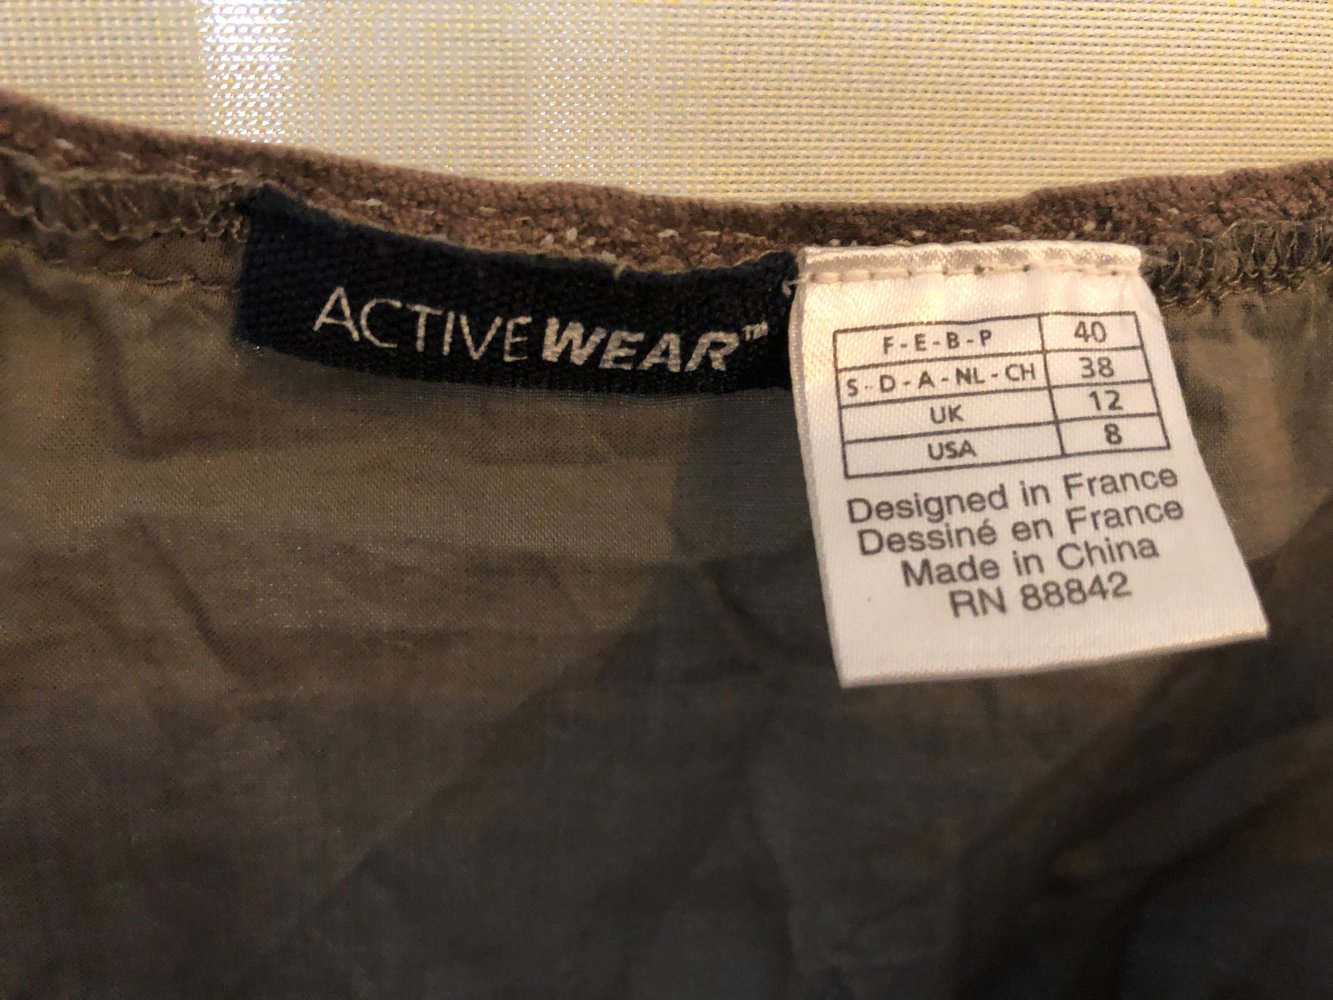 ACTIVEWEAR™
F - E - B - P 40
S - D - A - NL - CH 38
UK 12
USA 8
Designed in France
Dessiné en France
Made in China
RN 88842